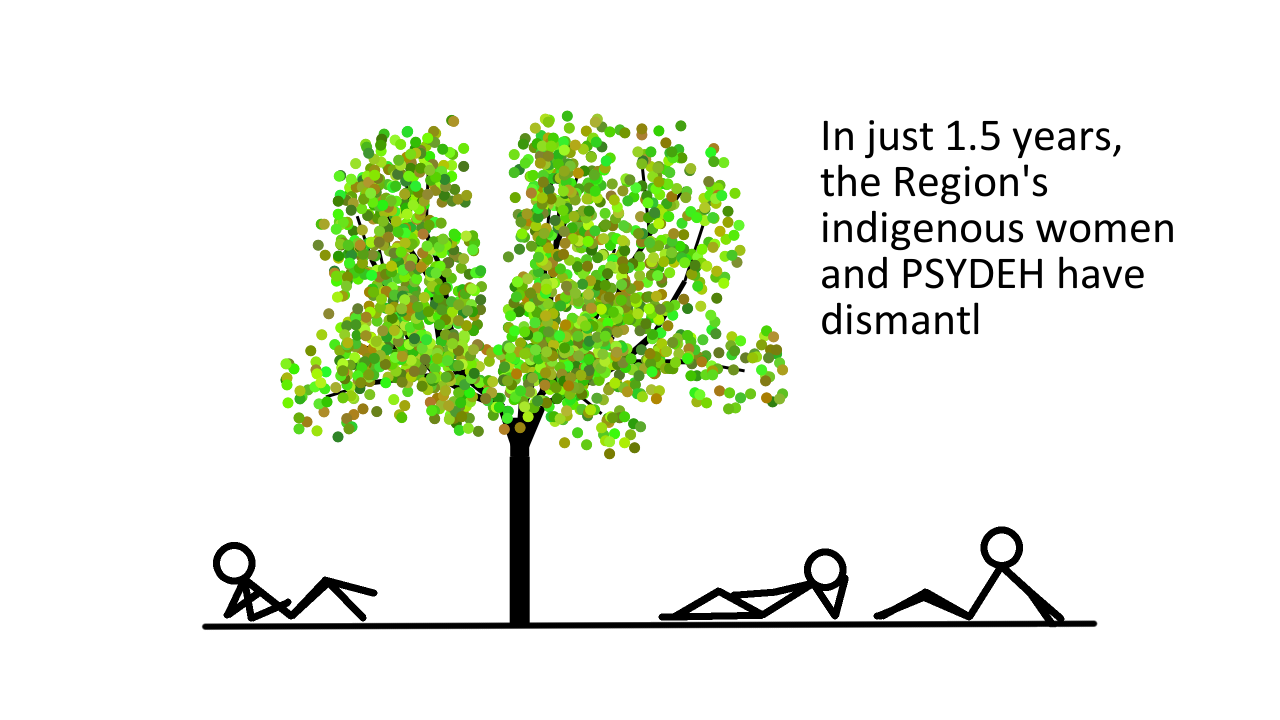 In just 1.5 years,
the Region's
indigenous women
and PSYDEH have
dismantl